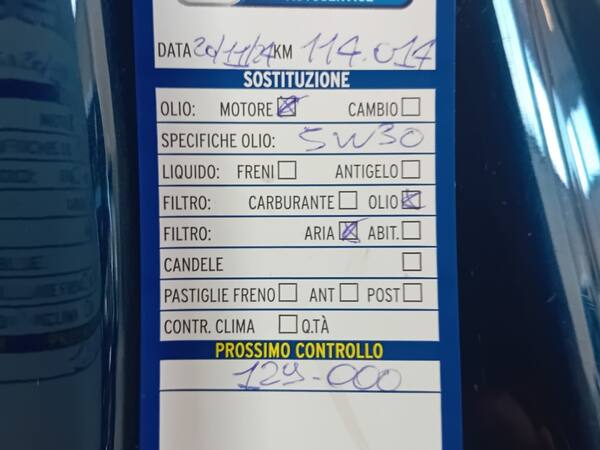 DATA 20/11/24 KM 114.014
SOSTITUZIONE
OLIO: MOTORE CAMBIO
SPECIFICHE OLIO: 5W30
LIQUIDO: FRENI ANTIGELO
FILTRO: CARBURANTE OLIO
FILTRO: ARIA ABIT.
CANDELE
PASTIGLIE FRENO ANT POST
CONTR. CLIMA Q.TÀ
PROSSIMO CONTROLLO
129-000